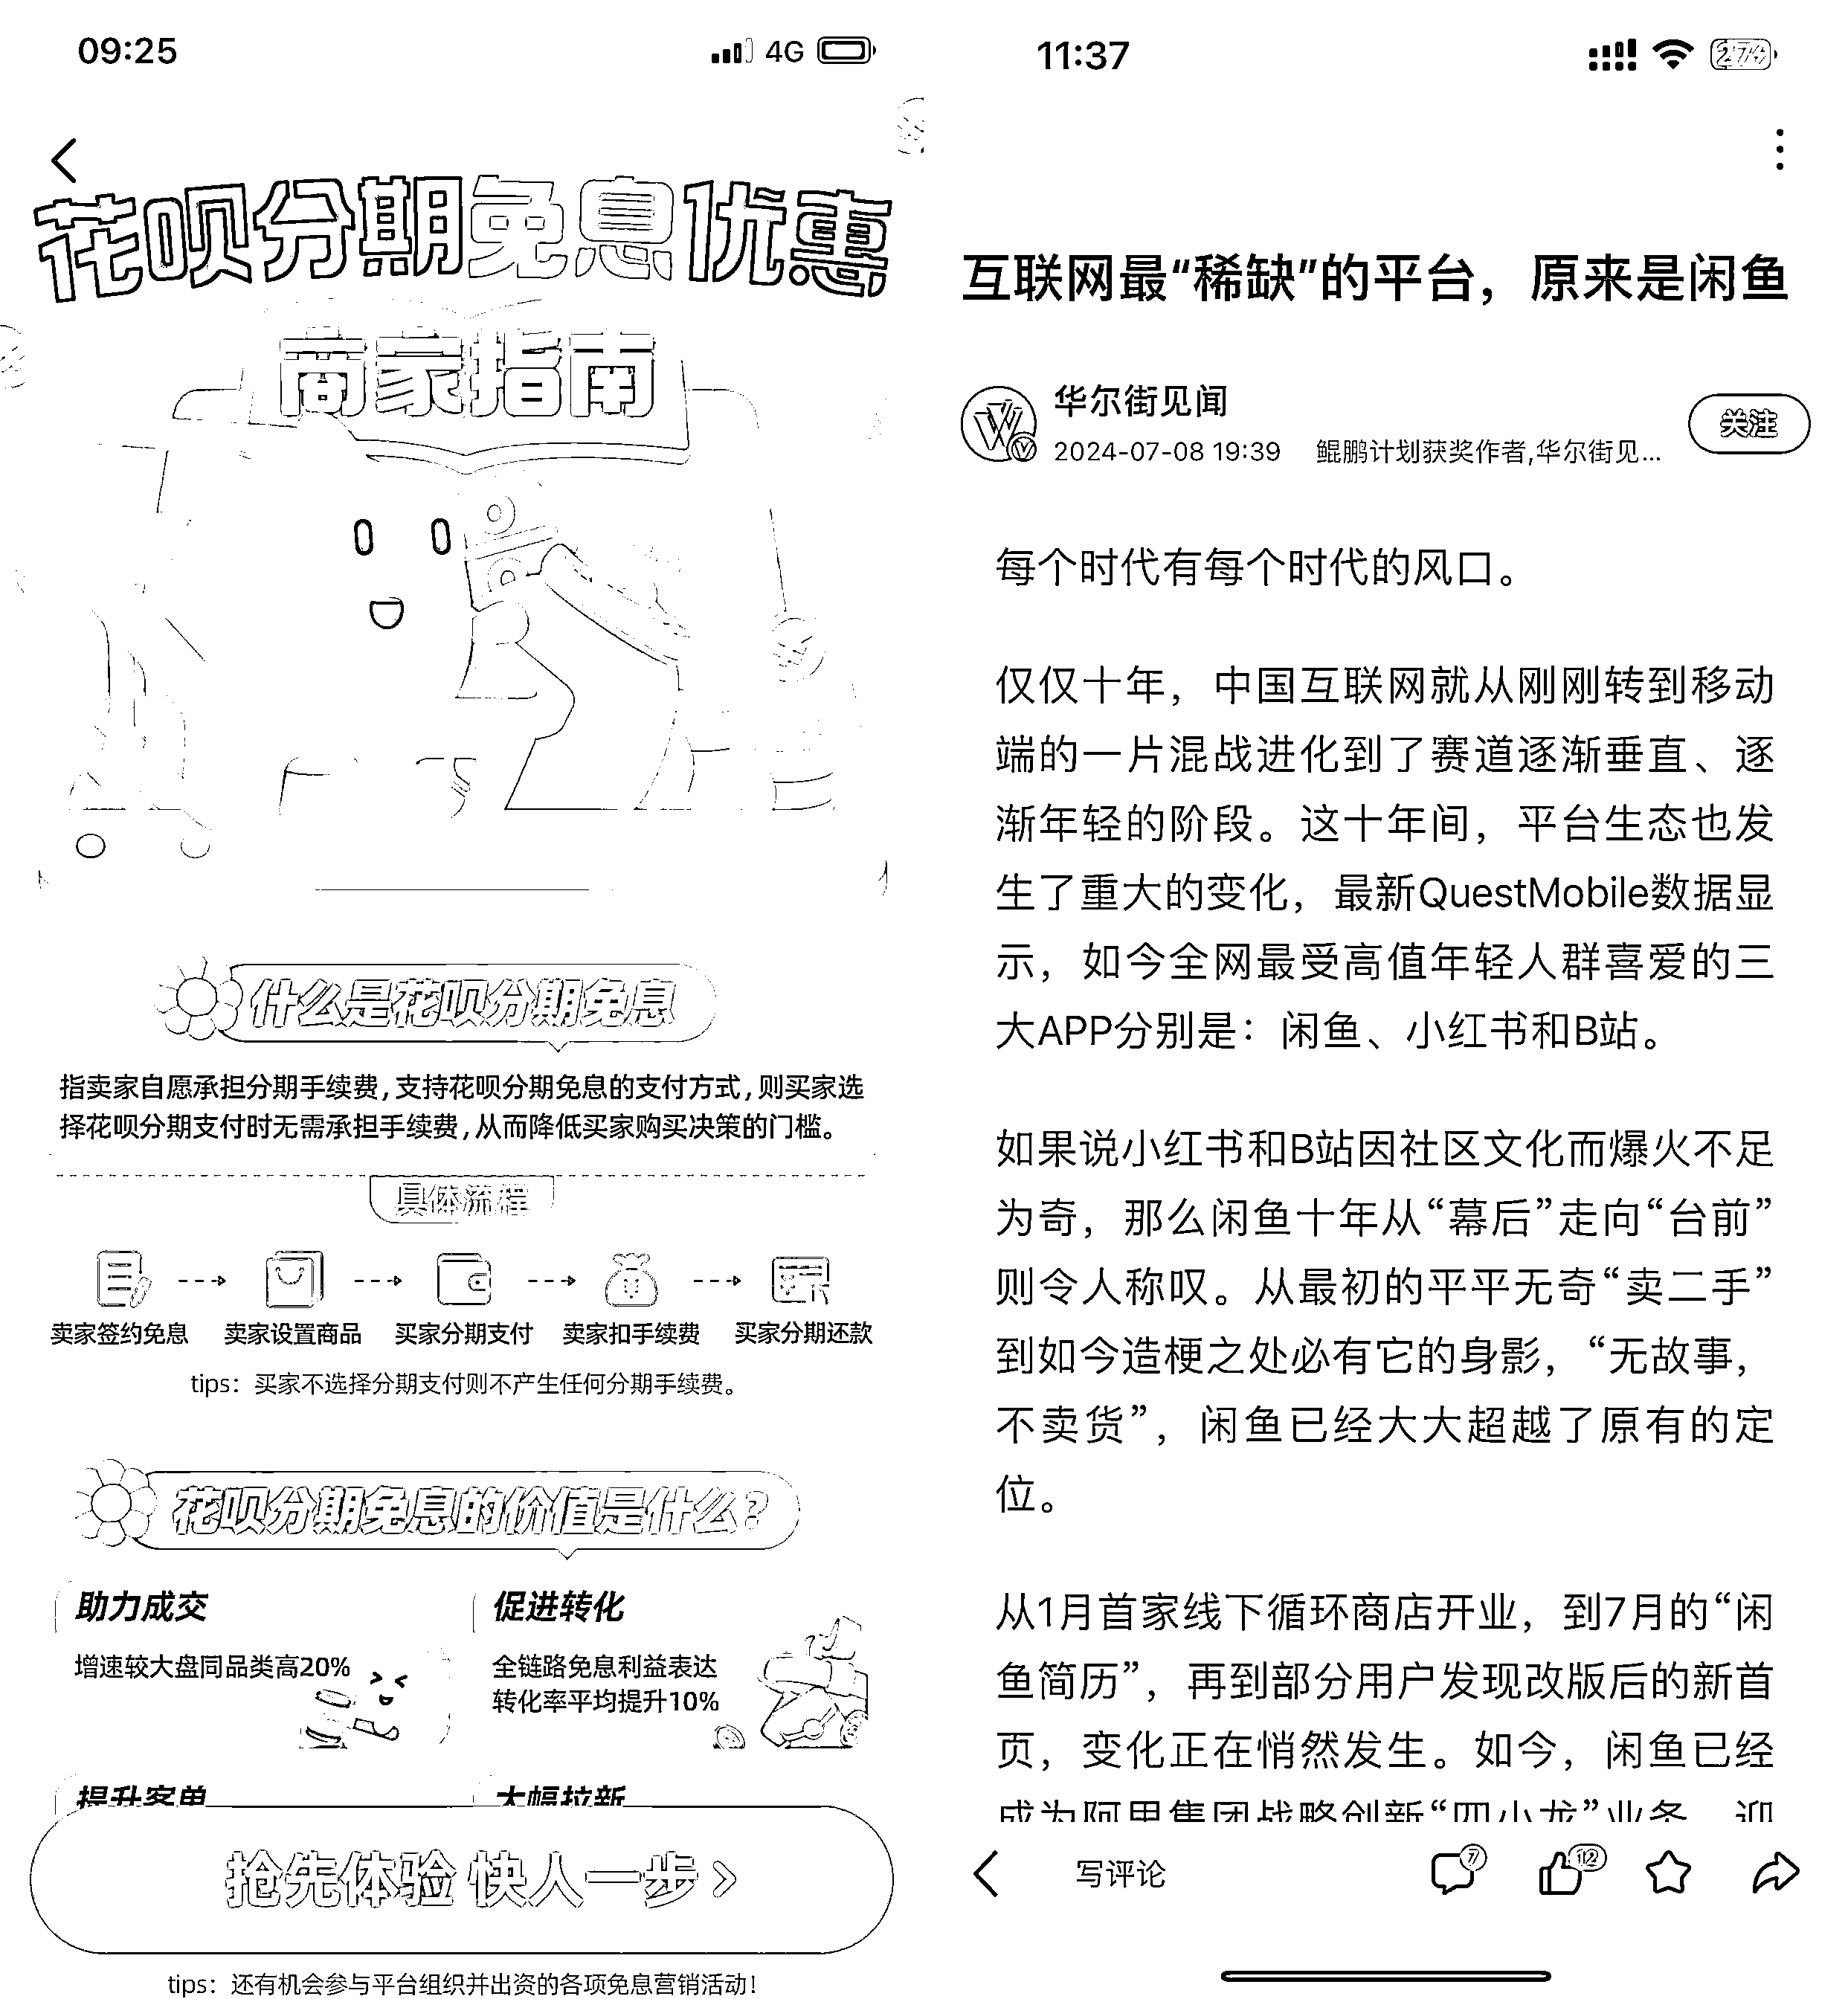 09:25
4G
花呗分期免息优惠
商家指南
什么是花呗分期免息
指卖家自愿承担分期手续费,支持花呗分期免息的支付方式,则买家选
择花呗分期支付时无需承担手续费,从而降低买家购买决策的门槛。
具体流程
卖家签约免息 卖家设置商品 买家分期支付 卖家扣手续费 买家分期还款
tips：买家不选择分期支付则不产生任何分期手续费。
花呗分期免息的价值是什么?
助力成交
增速较大盘同品类高20%
促进转化
全链路免息利益表达
转化率平均提升10%
提升客单 大幅拉新
抢先体验 快人一步 >
tips：还有机会参与平台组织并出资的各项免息营销活动!
11:37
27
互联网最“稀缺”的平台，原来是闲鱼
华尔街见闻
2024-07-08 19:39 鲲鹏计划获奖作者,华尔街见...
关注
每个时代有每个时代的风口。
仅仅十年，中国互联网就从刚刚转到移动
端的一片混战进化到了赛道逐渐垂直、逐
渐年轻的阶段。这十年间，平台生态也发
生了重大的变化，最新QuestMobile数据显
示，如今全网最受高值年轻人群喜爱的三
大APP分别是：闲鱼、小红书和B站。
如果说小红书和B站因社区文化而爆火不足
为奇，那么闲鱼十年从“幕后”走向“台前”
则令人称叹。从最初的平平无奇“卖二手”
到如今造梗之处必有它的身影，“无故事，
不卖货”，闲鱼已经大大超越了原有的定
位。
从1月首家线下循环商店开业，到7月的“闲
鱼简历”，再到部分用户发现改版后的新首
页，变化正在悄然发生。如今，闲鱼已经
成为阿里集团战略创新“四小龙”业务，迎
写评论
7
12